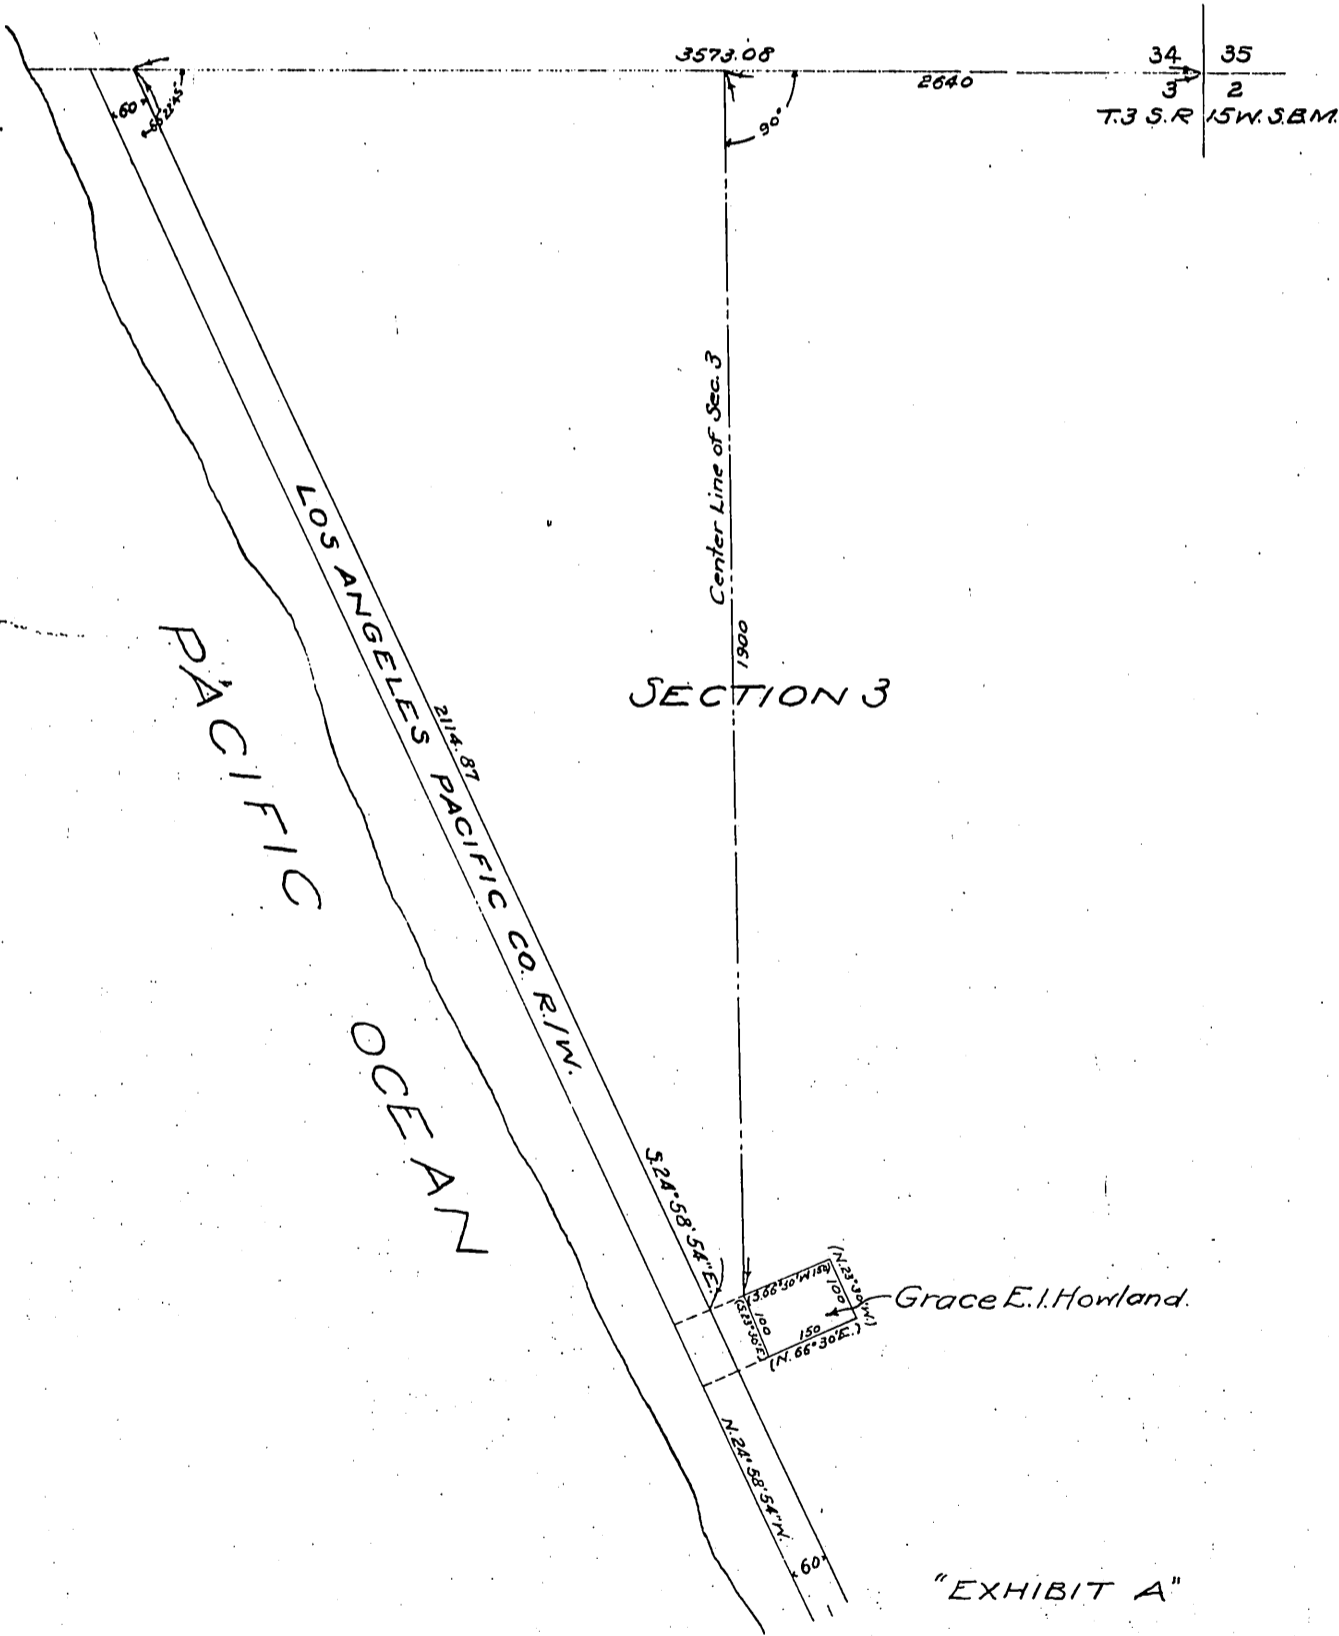 3573.08
2640
34 35
3 2
T.3 S.R 15W. S.B.M.
60
90°
Center Line of Sec. 3
1900
SECTION 3
LOS ANGELES PACIFIC CO. R./W.
2114.87
PACIFIC
OCEAN
S.24°58'54"E.
(S.66°30'W. 150)
(N.23°30'W.)
100
(S.23°30'E.)
100
150
(N.66°30'E.)
Grace E.I. Howland.
N.24°58'54"W.
60
"EXHIBIT A"